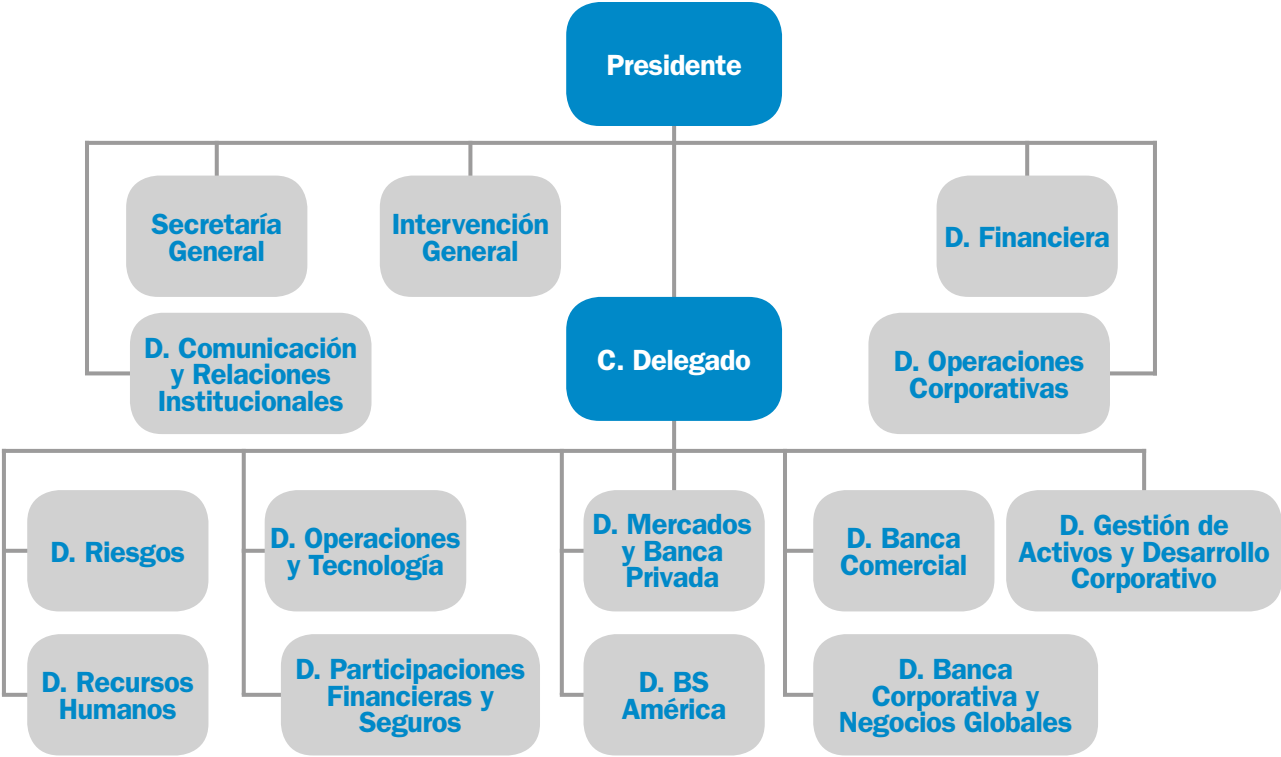 Presidente
Secretaría
General
Intervención
General
D. Financiera
D. Comunicación
y Relaciones
Institucionales
C. Delegado
D. Operaciones
Corporativas
D. Riesgos
D. Operaciones
y Tecnología
D. Mercados
y Banca
Privada
D. Banca
Comercial
D. Gestión de
Activos y Desarrollo
Corporativo
D. Recursos
Humanos
D. Participaciones
Financieras y
Seguros
D. BS
América
D. Banca
Corporativa y
Negocios Globales